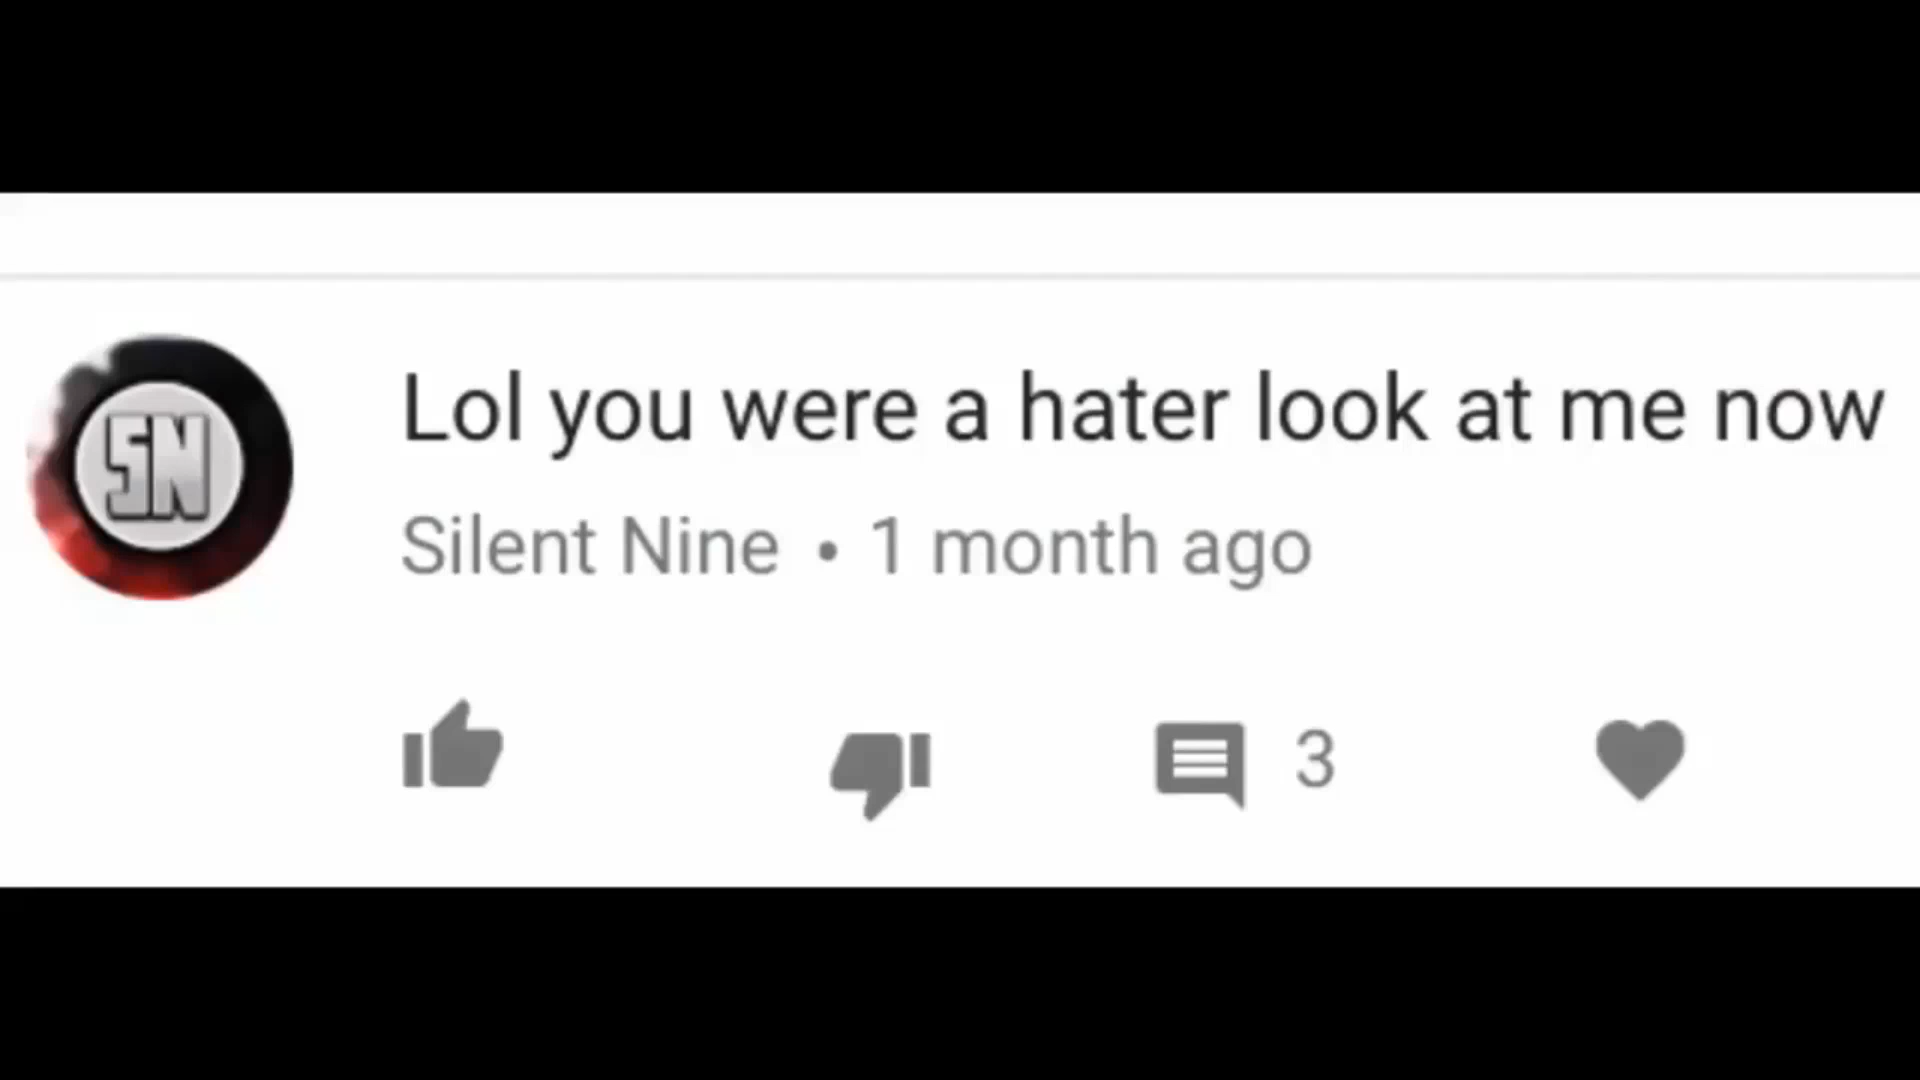 SN
Lol you were a hater look at me now
Silent Nine • 1 month ago
3